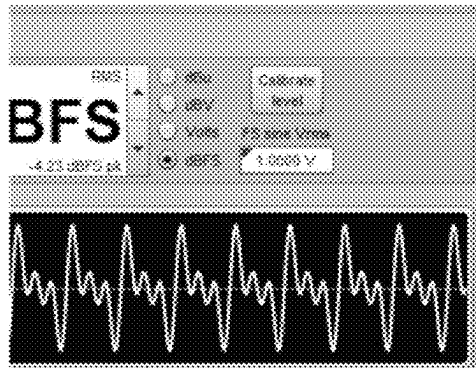 RMS
BFS
-4.23 dBFS pk
dBu
dBV
Volts
dBFS
Calibrate
level
FS sine Vrms
1.0000 V